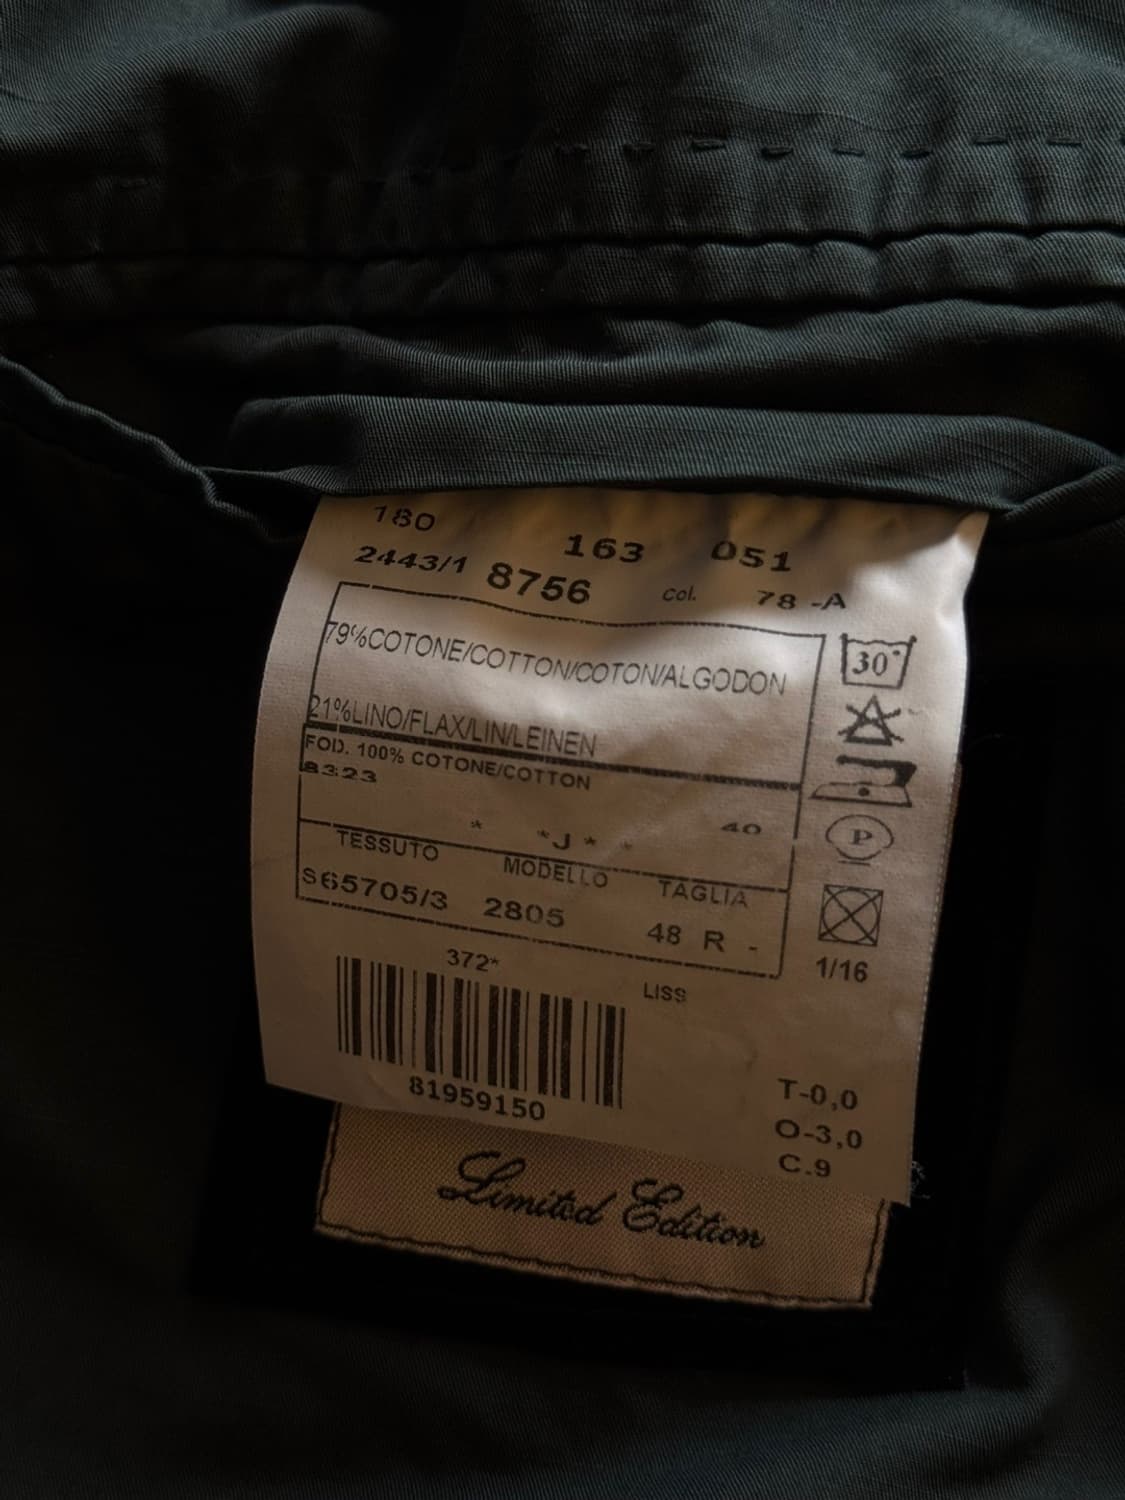 180
163 051
2443/1 8756 col. 78 -A
79%COTONE/COTTON/COTON/ALGODON
30°
21%LINO/FLAX/LIN/LEINEN
FOD. 100% COTONE/COTTON
8323
P
* *J* * 40
TESSUTO MODELLO TAGLIA
S65705/3 2805 48 R -
1/16
372*
LISS
81959150
T-0,0
O-3,0
C.9
Limited Edition